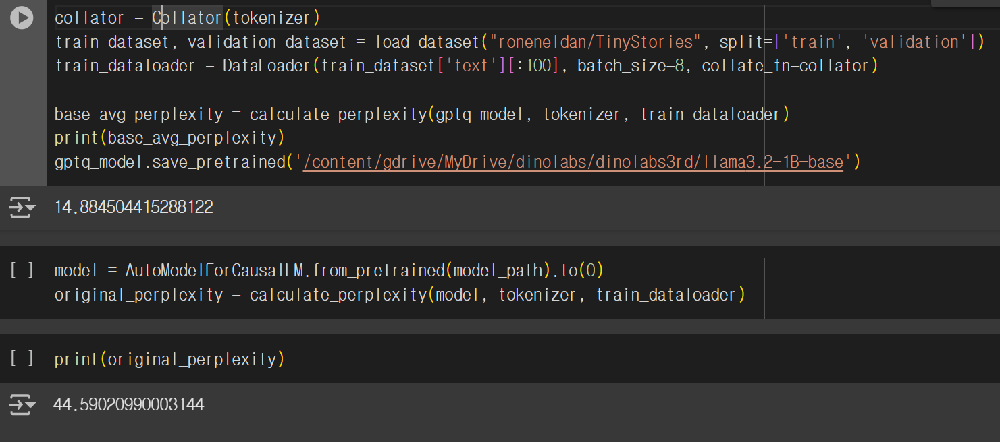 collator = Collator(tokenizer)
train_dataset, validation_dataset = load_dataset("roneneldan/TinyStories", split=['train', 'validation'])
train_dataloader = DataLoader(train_dataset['text'][:100], batch_size=8, collate_fn=collator)
base_avg_perplexity = calculate_perplexity(gptq_model, tokenizer, train_dataloader)
print(base_avg_perplexity)
gptq_model.save_pretrained('/content/gdrive/MyDrive/dinolabs/dinolabs3rd/llama3.2-1B-base')
14.884504415288122
[ ] model = AutoModelForCausalLM.from_pretrained(model_path).to(0)
original_perplexity = calculate_perplexity(model, tokenizer, train_dataloader)
[ ] print(original_perplexity)
44.59020990003144